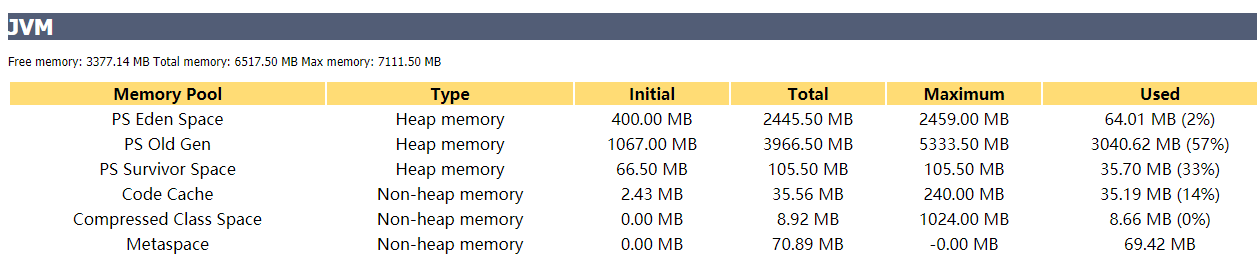 JVM
Free memory: 3377.14 MB Total memory: 6517.50 MB Max memory: 7111.50 MB
Memory Pool Type Initial Total Maximum Used
PS Eden Space Heap memory 400.00 MB 2445.50 MB 2459.00 MB 64.01 MB (2%)
PS Old Gen Heap memory 1067.00 MB 3966.50 MB 5333.50 MB 3040.62 MB (57%)
PS Survivor Space Heap memory 66.50 MB 105.50 MB 105.50 MB 35.70 MB (33%)
Code Cache Non-heap memory 2.43 MB 35.56 MB 240.00 MB 35.19 MB (14%)
Compressed Class Space Non-heap memory 0.00 MB 8.92 MB 1024.00 MB 8.66 MB (0%)
Metaspace Non-heap memory 0.00 MB 70.89 MB -0.00 MB 69.42 MB